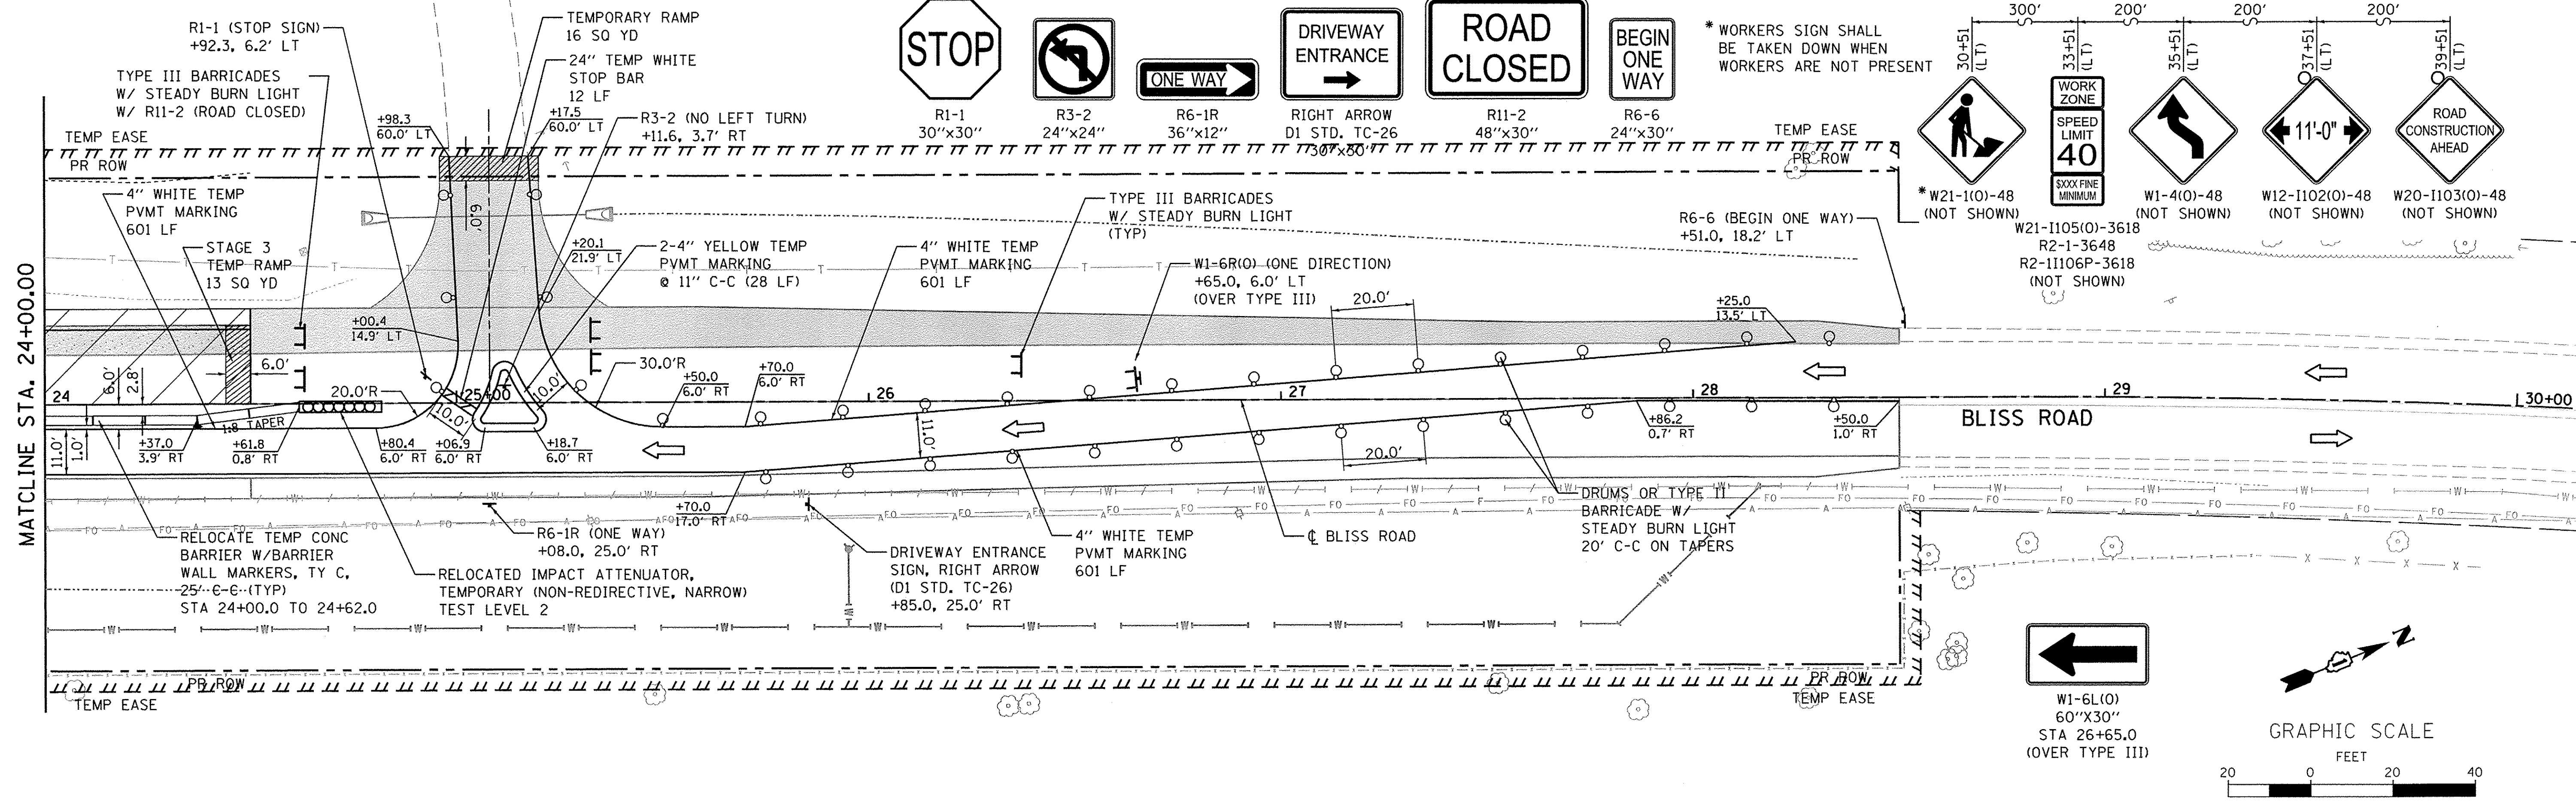 R1-1 (STOP SIGN)
+92.3, 6.2' LT
TYPE III BARRICADES
W/ STEADY BURN LIGHT
W/ R11-2 (ROAD CLOSED)
TEMP EASE
PR ROW
4" WHITE TEMP
PVMT MARKING
601 LF
STAGE 3
TEMP RAMP
13 SQ YD
TEMPORARY RAMP
16 SQ YD
24" TEMP WHITE
STOP BAR
12 LF
+98.3
60.0' LT
+17.5
60.0' LT
R3-2 (NO LEFT TURN)
+11.6, 3.7' RT
6.0'
+20.1
21.9' LT
2-4" YELLOW TEMP
PVMT MARKING
@ 11" C-C (28 LF)
4" WHITE TEMP
PVMT MARKING
601 LF
TYPE III BARRICADES
W/ STEADY BURN LIGHT
(TYP)
W1-6R(O) (ONE DIRECTION)
+65.0, 6.0' LT
(OVER TYPE III)
20.0'
R6-6 (BEGIN ONE WAY)
+51.0, 18.2' LT
+25.0
13.5' LT
TEMP EASE
PR ROW
STOP
R1-1
30"x30"
R3-2
24"x24"
ONE WAY
R6-1R
36"x12"
DRIVEWAY
ENTRANCE
RIGHT ARROW
D1 STD. TC-26
30"x30"
ROAD
CLOSED
R11-2
48"x30"
BEGIN
ONE
WAY
R6-6
24"x30"
* WORKERS SIGN SHALL
BE TAKEN DOWN WHEN
WORKERS ARE NOT PRESENT
300'
200'
200'
200'
30+51
(LT)
33+51
(LT)
35+51
(LT)
37+51
(LT)
39+51
(LT)
WORK
ZONE
SPEED
LIMIT
40
$XXX FINE
MINIMUM
11'-0"
ROAD
CONSTRUCTION
AHEAD
* W21-1(O)-48
(NOT SHOWN)
W21-I105(O)-3618
R2-1-3648
R2-1I106P-3618
(NOT SHOWN)
W1-4(O)-48
(NOT SHOWN)
W12-I102(O)-48
(NOT SHOWN)
W20-I103(O)-48
(NOT SHOWN)
MATCLINE STA. 24+00.00
24
6.0'
2.8'
6.0'
+00.4
14.9' LT
20.0'R
30.0'R
10.0'
10.0'
25+00
+50.0
6.0' RT
+70.0
6.0' RT
26
27
28
29
30+00
BLISS ROAD
11.0'
1.0'
1:8 TAPER
+37.0
3.9' RT
+61.8
0.8' RT
+80.4
6.0' RT
+06.9
6.0' RT
+18.7
6.0' RT
11.0'
20.0'
+86.2
0.7' RT
+50.0
1.0' RT
+70.0
17.0' RT
RELOCATE TEMP CONC
BARRIER W/BARRIER
WALL MARKERS, TY C,
25' C-C (TYP)
STA 24+00.0 TO 24+62.0
RELOCATED IMPACT ATTENUATOR,
TEMPORARY (NON-REDIRECTIVE, NARROW)
TEST LEVEL 2
R6-1R (ONE WAY)
+08.0, 25.0' RT
DRIVEWAY ENTRANCE
SIGN, RIGHT ARROW
(D1 STD. TC-26)
+85.0, 25.0' RT
4" WHITE TEMP
PVMT MARKING
601 LF
℄ BLISS ROAD
DRUMS OR TYPE II
BARRICADE W/
STEADY BURN LIGHT
20' C-C ON TAPERS
PR ROW
TEMP EASE
PR ROW
TEMP EASE
W1-6L(O)
60"X30"
STA 26+65.0
(OVER TYPE III)
N
GRAPHIC SCALE
FEET
20 0 20 40